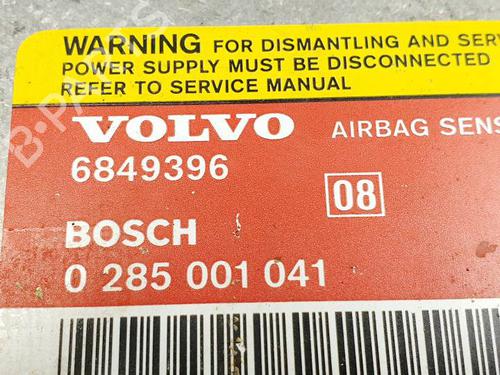 WARNING FOR DISMANTLING AND SERV
POWER SUPPLY MUST BE DISCONNECTED
REFER TO SERVICE MANUAL
VOLVO AIRBAG SENS
6849396
08
BOSCH
0 285 001 041